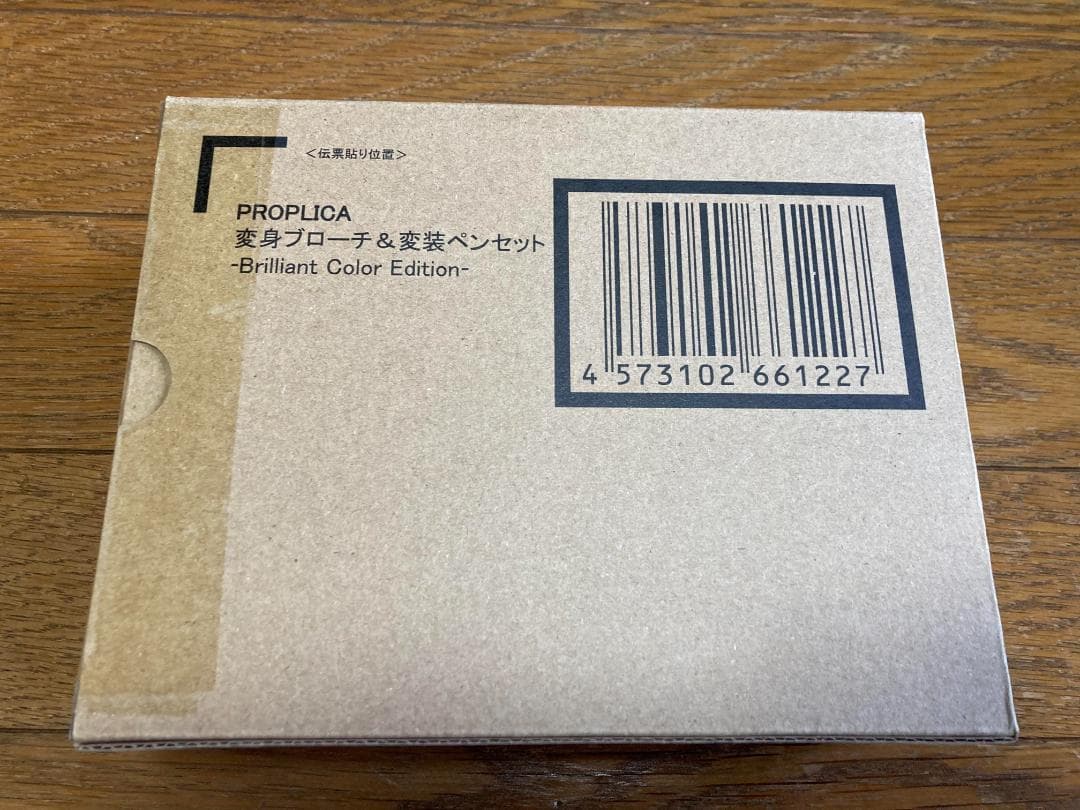 ＜伝票貼り位置＞
PROPLICA
変身ブローチ＆変装ペンセット
-Brilliant Color Edition-
4 573102 661227